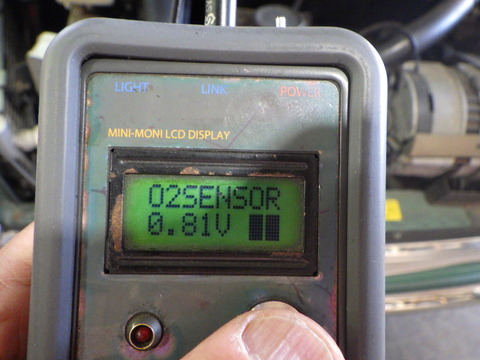 LIGHT LINK POWER
MINI-MONI LCD DISPLAY
O2SENSOR
0.81V